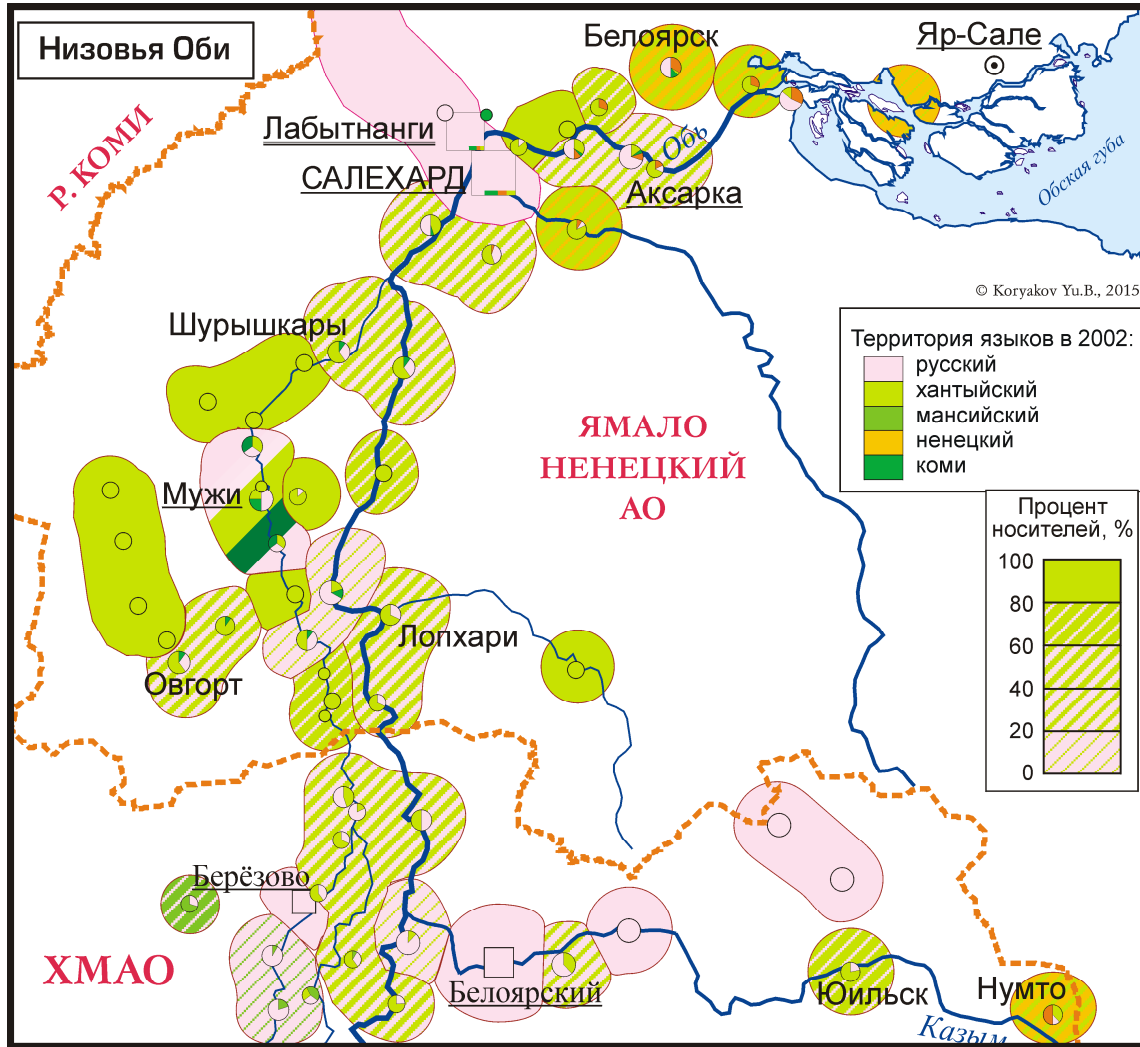 Низовья Оби
Белоярск
Яр-Сале
Р. КОМИ
Лабытнанги
Обь
САЛЕХАРД
Аксарка
Обская губа
© Koryakov Yu.B., 2015
Шурышкары
Территория языков в 2002:
русский
хантыйский
мансийский
ненецкий
коми
ЯМАЛО
НЕНЕЦКИЙ
АО
Мужи
Процент
носителей, %
100
80
60
40
20
0
Лопхари
Овгорт
Берёзово
ХМАО
Белоярский
Юильск
Нумто
Казым